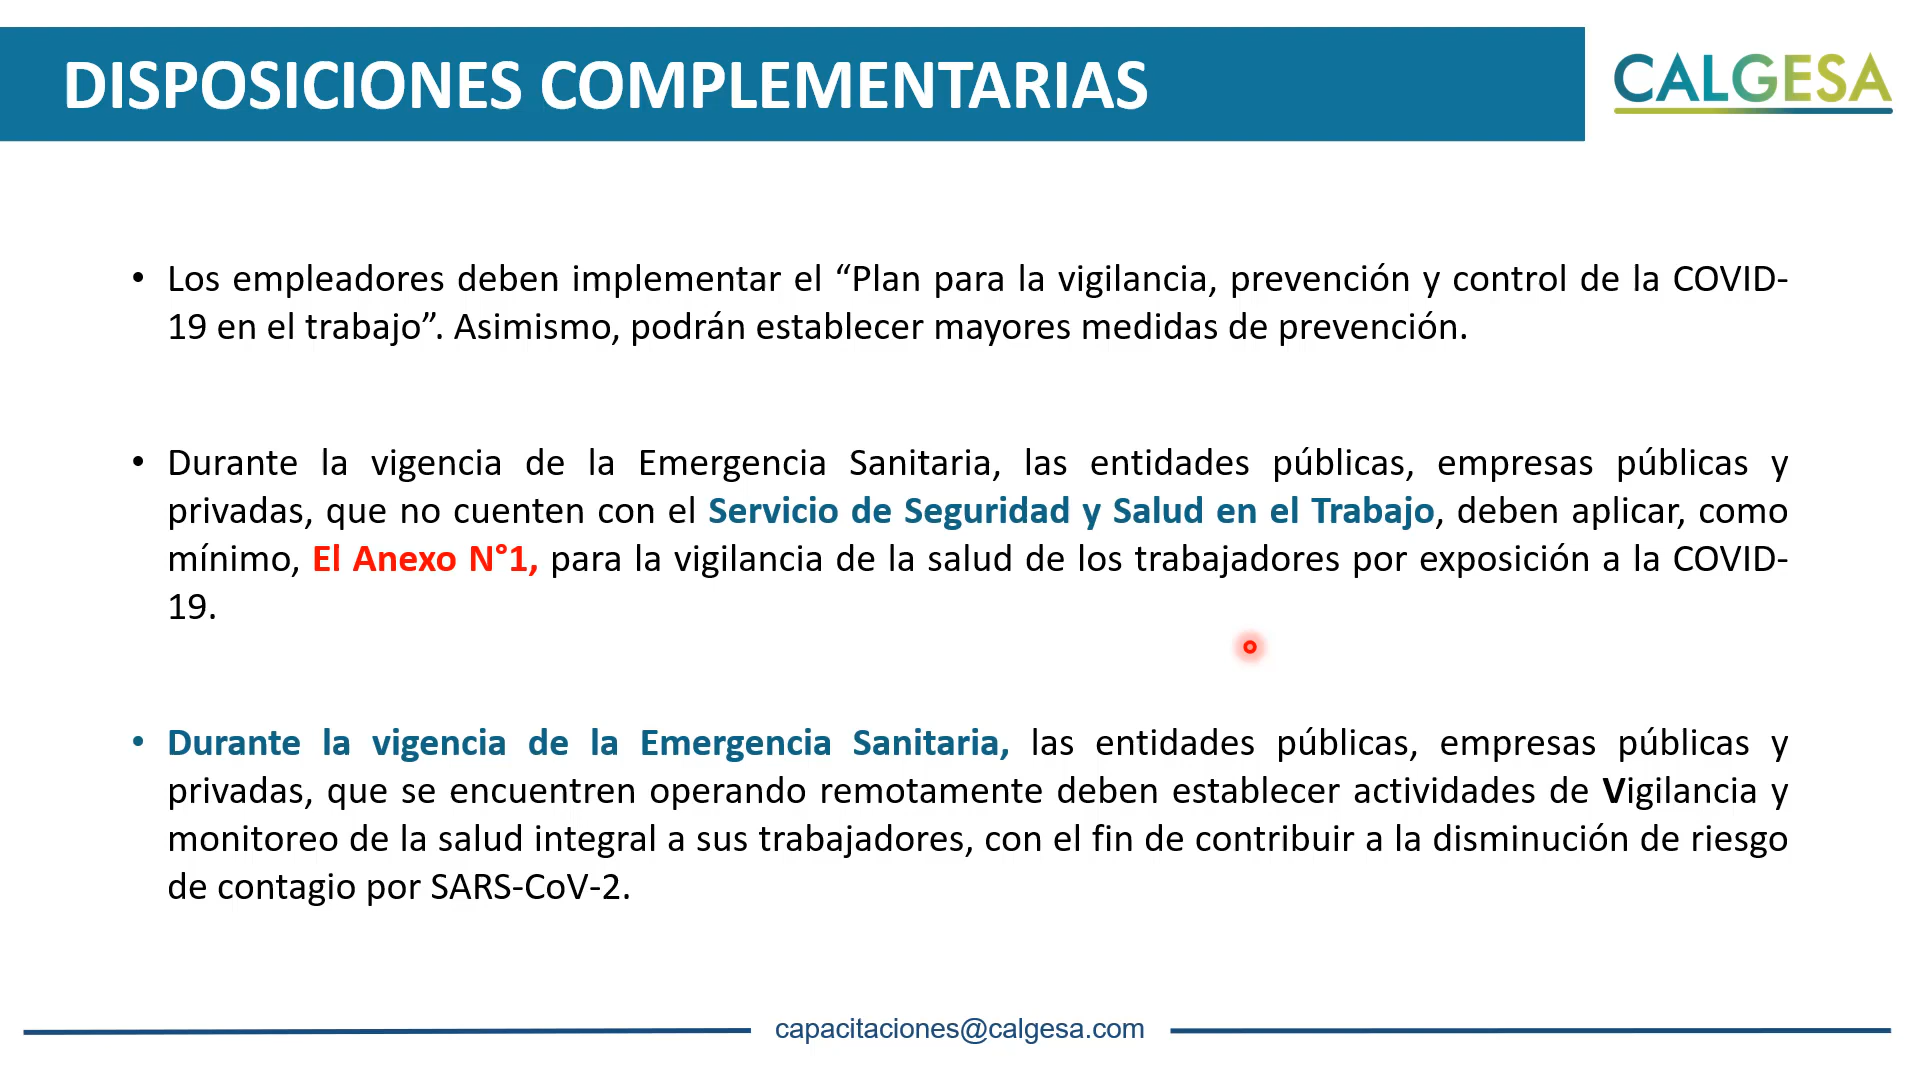 DISPOSICIONES COMPLEMENTARIAS
CALGESA
• Los empleadores deben implementar el “Plan para la vigilancia, prevención y control de la COVID-
19 en el trabajo”. Asimismo, podrán establecer mayores medidas de prevención.
• Durante la vigencia de la Emergencia Sanitaria, las entidades públicas, empresas públicas y
privadas, que no cuenten con el Servicio de Seguridad y Salud en el Trabajo, deben aplicar, como
mínimo, El Anexo N°1, para la vigilancia de la salud de los trabajadores por exposición a la COVID-
19.
• Durante la vigencia de la Emergencia Sanitaria, las entidades públicas, empresas públicas y
privadas, que se encuentren operando remotamente deben establecer actividades de Vigilancia y
monitoreo de la salud integral a sus trabajadores, con el fin de contribuir a la disminución de riesgo
de contagio por SARS-CoV-2.
capacitaciones@calgesa.com